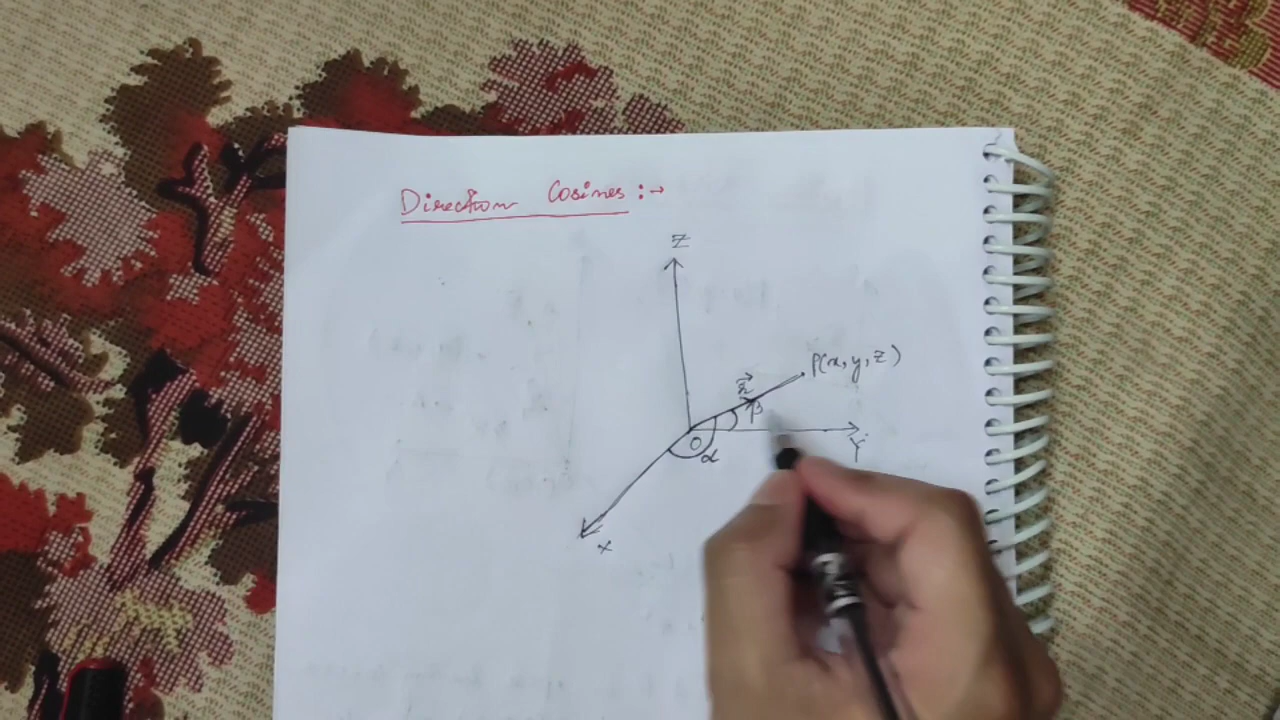 Direction Cosines :→
Z
P(x, y, z)
r
β
O
Y
α
x